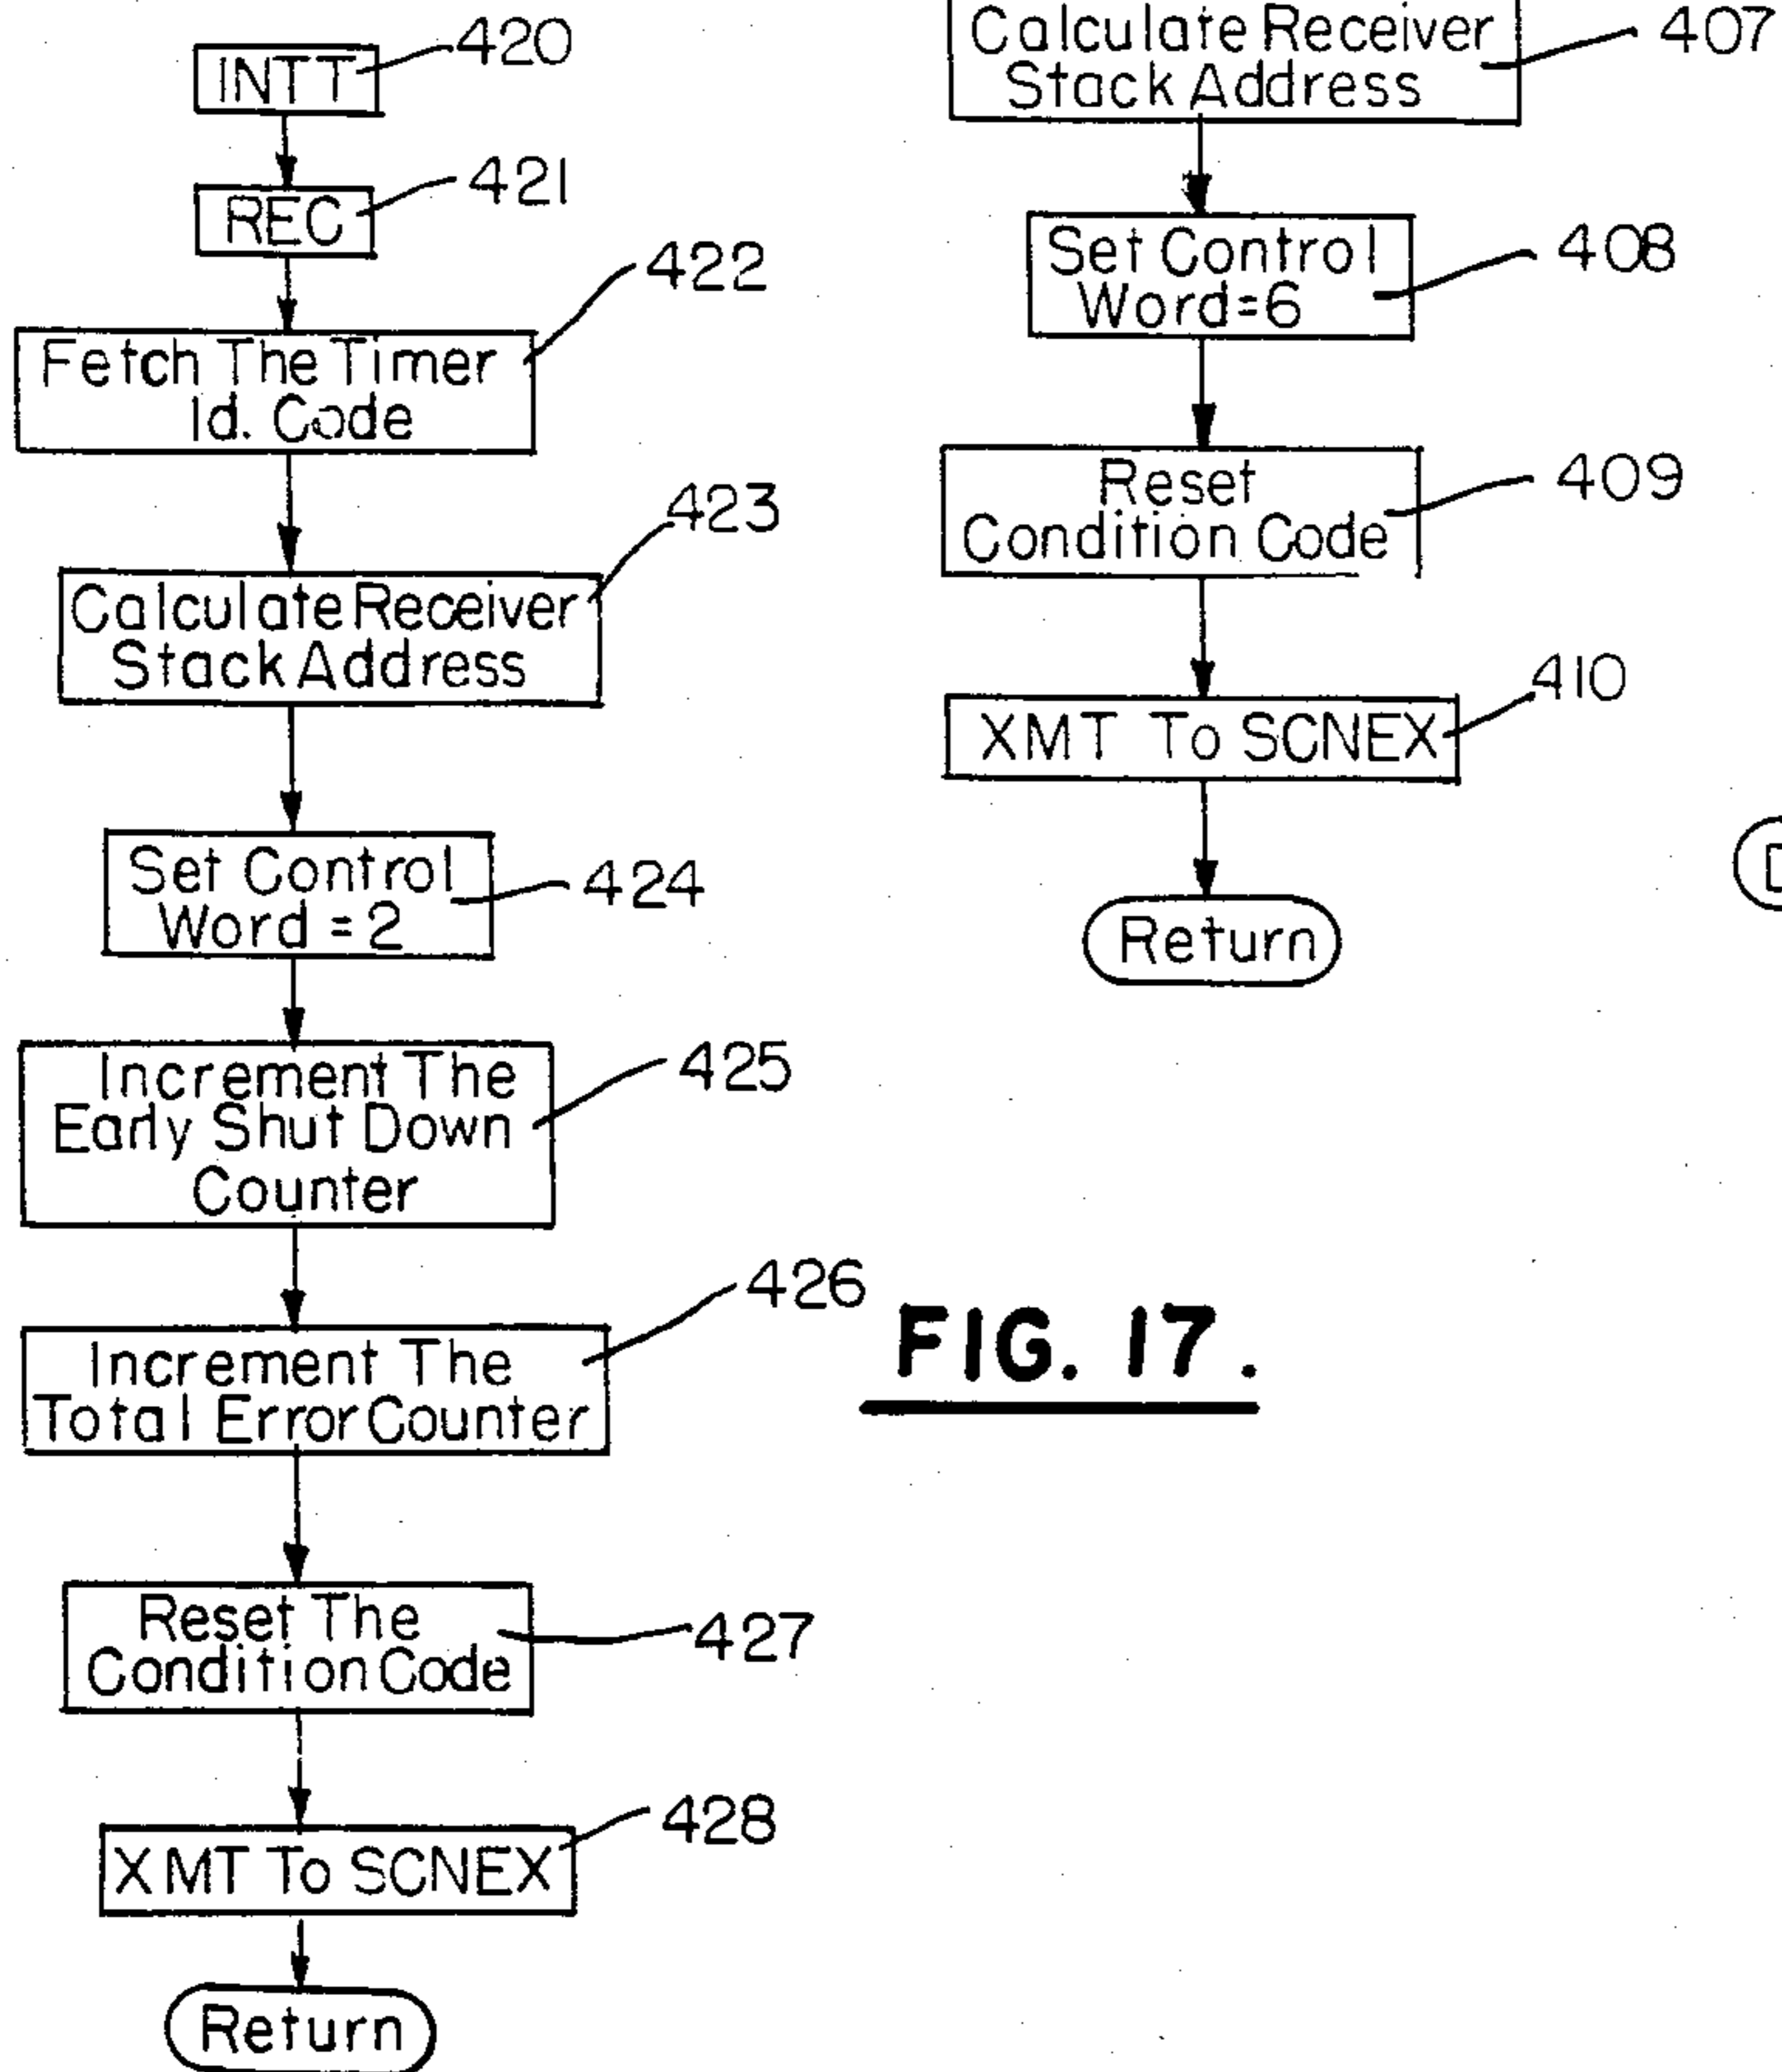 INTT
420
REC
421
422
Fetch The Timer
Id. Code
423
Calculate Receiver
Stack Address
Set Control
Word = 2
424
Increment The
Early Shut Down
Counter
425
426
Increment The
Total Error Counter
Reset The
Condition Code
427
428
XMT To SCNEX
Return
Calculate Receiver
Stack Address
407
Set Control
Word = 6
408
Reset
Condition Code
409
410
XMT To SCNEX
Return
FIG. 17.